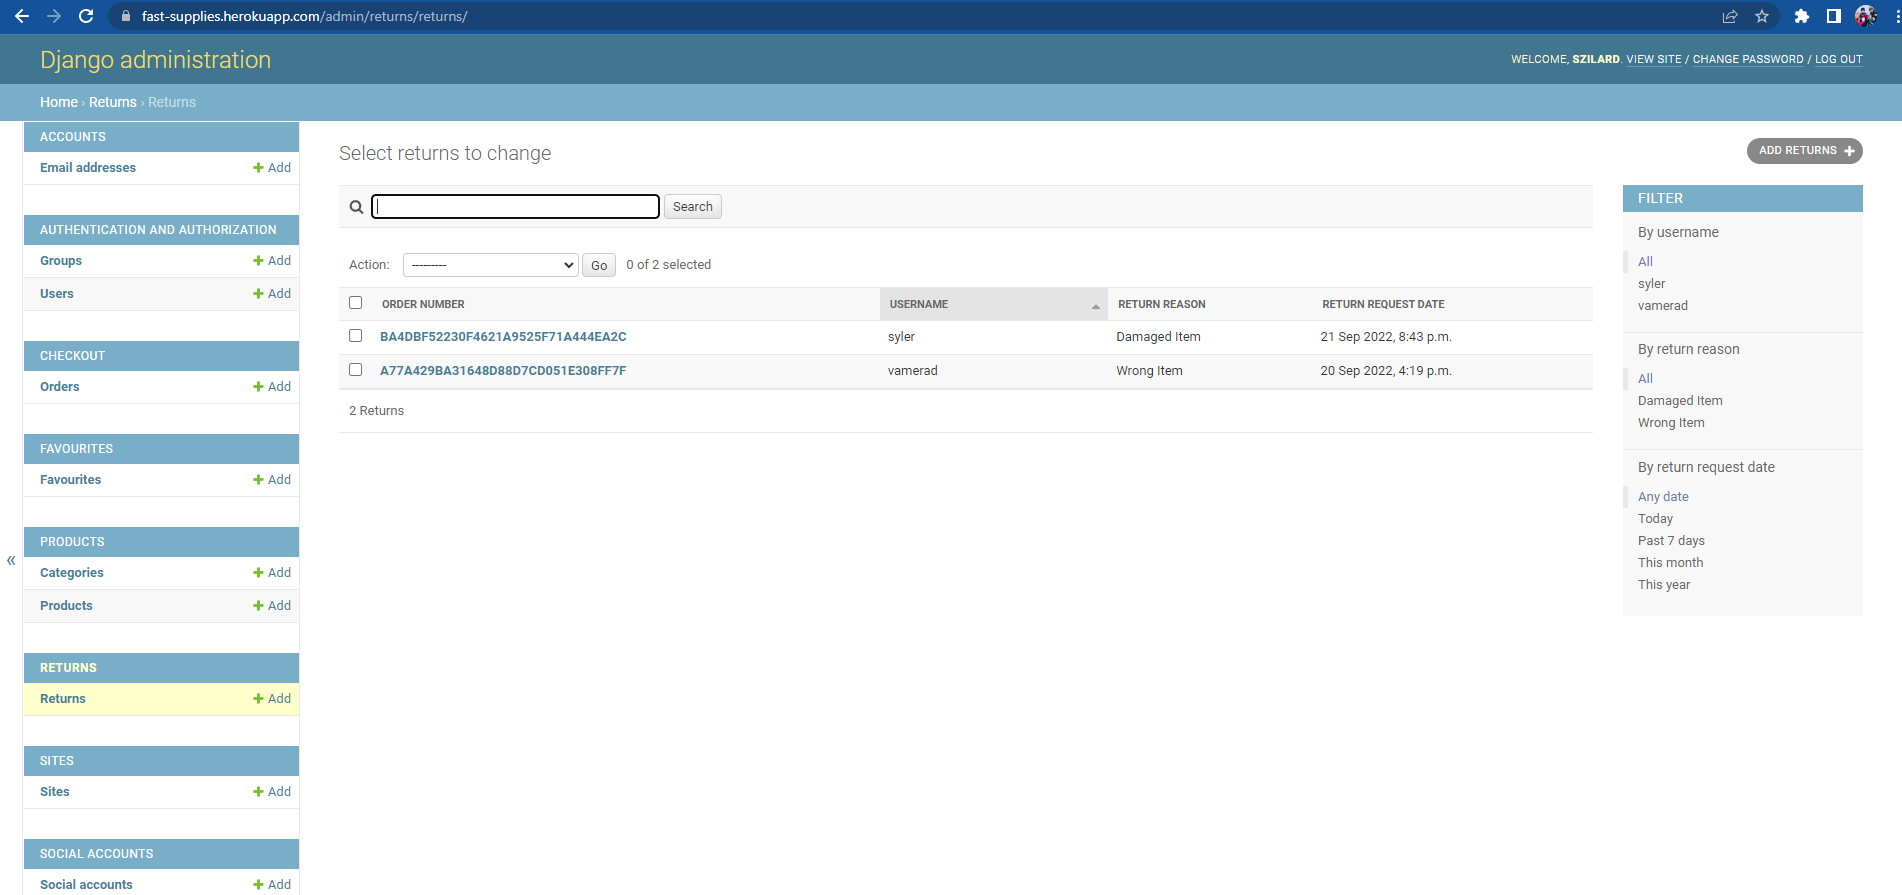 fast-supplies.herokuapp.com/admin/returns/returns/
Django administration
WELCOME, SZILARD. VIEW SITE / CHANGE PASSWORD / LOG OUT
Home › Returns › Returns
ACCOUNTS
Email addresses + Add
AUTHENTICATION AND AUTHORIZATION
Groups + Add
Users + Add
CHECKOUT
Orders + Add
FAVOURITES
Favourites + Add
PRODUCTS
Categories + Add
Products + Add
RETURNS
Returns + Add
SITES
Sites + Add
SOCIAL ACCOUNTS
Social accounts + Add
«
Select returns to change
ADD RETURNS +
Search
Action: --------- Go 0 of 2 selected
ORDER NUMBER USERNAME RETURN REASON RETURN REQUEST DATE
BA4DBF52230F4621A9525F71A444EA2C syler Damaged Item 21 Sep 2022, 8:43 p.m.
A77A429BA31648D88D7CD051E308FF7F vamerad Wrong Item 20 Sep 2022, 4:19 p.m.
2 Returns
FILTER
By username
All
syler
vamerad
By return reason
All
Damaged Item
Wrong Item
By return request date
Any date
Today
Past 7 days
This month
This year